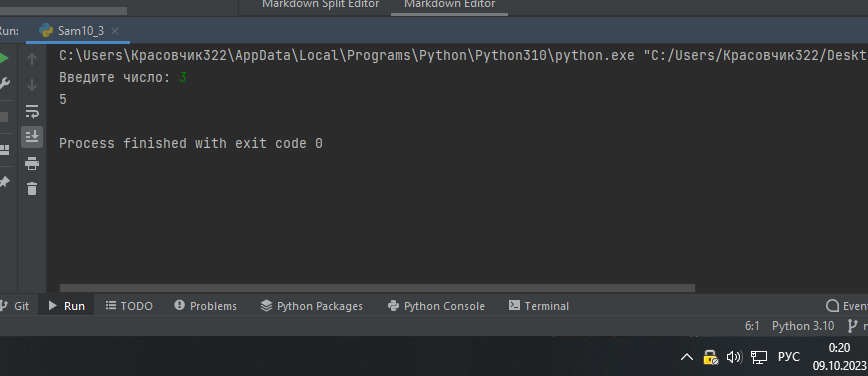 Markdown Split Editor Markdown Editor
Run: Sam10_3
C:\Users\Красовчик322\AppData\Local\Programs\Python\Python310\python.exe "C:/Users/Красовчик322/Deskt
Введите число: 3
5
Process finished with exit code 0
Git Run TODO Problems Python Packages Python Console Terminal Event
6:1 Python 3.10
РУС 0:20
09.10.2023